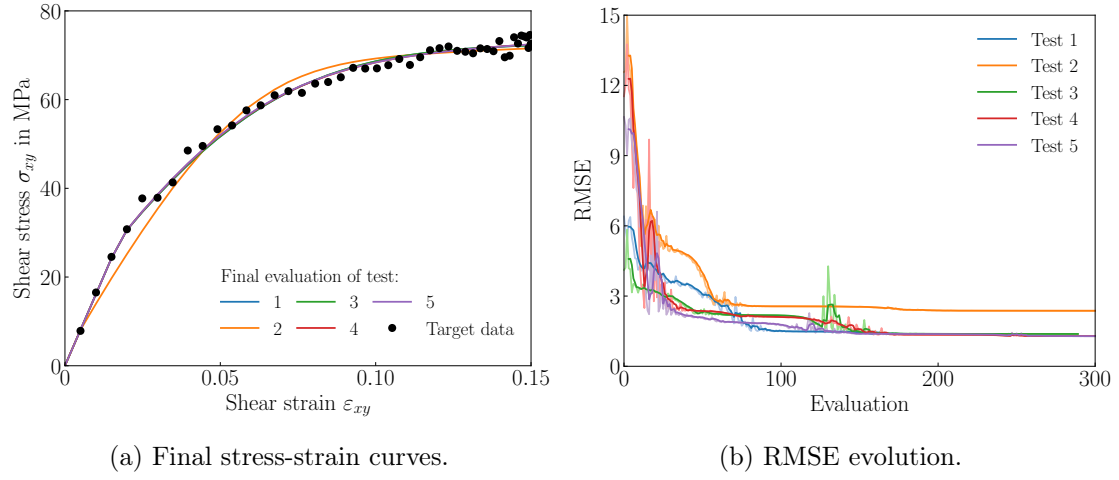 80
60
40
20
0
Shear stress σxy in MPa
Final evaluation of test:
1 3 5
2 4 Target data
0 0.05 0.10 0.15
Shear strain εxy
(a) Final stress-strain curves.
15
12
9
6
3
0
RMSE
Test 1
Test 2
Test 3
Test 4
Test 5
0 100 200 300
Evaluation
(b) RMSE evolution.